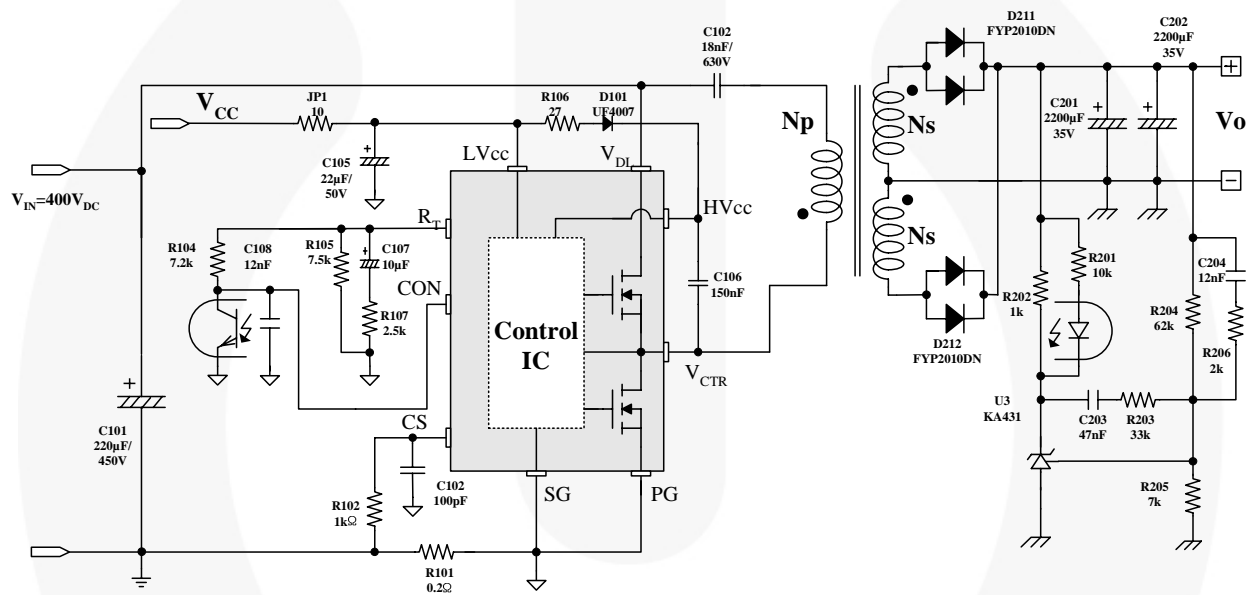 D211
FYP2010DN
C202
2200µF
35V
C102
18nF/
630V
C201
2200µF
35V
+
Vo
-
Np
Ns
Ns
JP1
10
VCC
R106
27
D101
UF4007
C105
22µF/
50V
+
LVcc
VDL
HVcc
VIN=400VDC
RT
R104
7.2k
C108
12nF
R105
7.5k
C107
10µF
+
R107
2.5k
CON
C106
150nF
Control
IC
VCTR
D212
FYP2010DN
R201
10k
R202
1k
C204
12nF
R204
62k
R206
2k
U3
KA431
C203
47nF
R203
33k
R205
7k
C101
220µF/
450V
+
CS
C102
100pF
R102
1kΩ
SG
PG
R101
0.2Ω
+
+